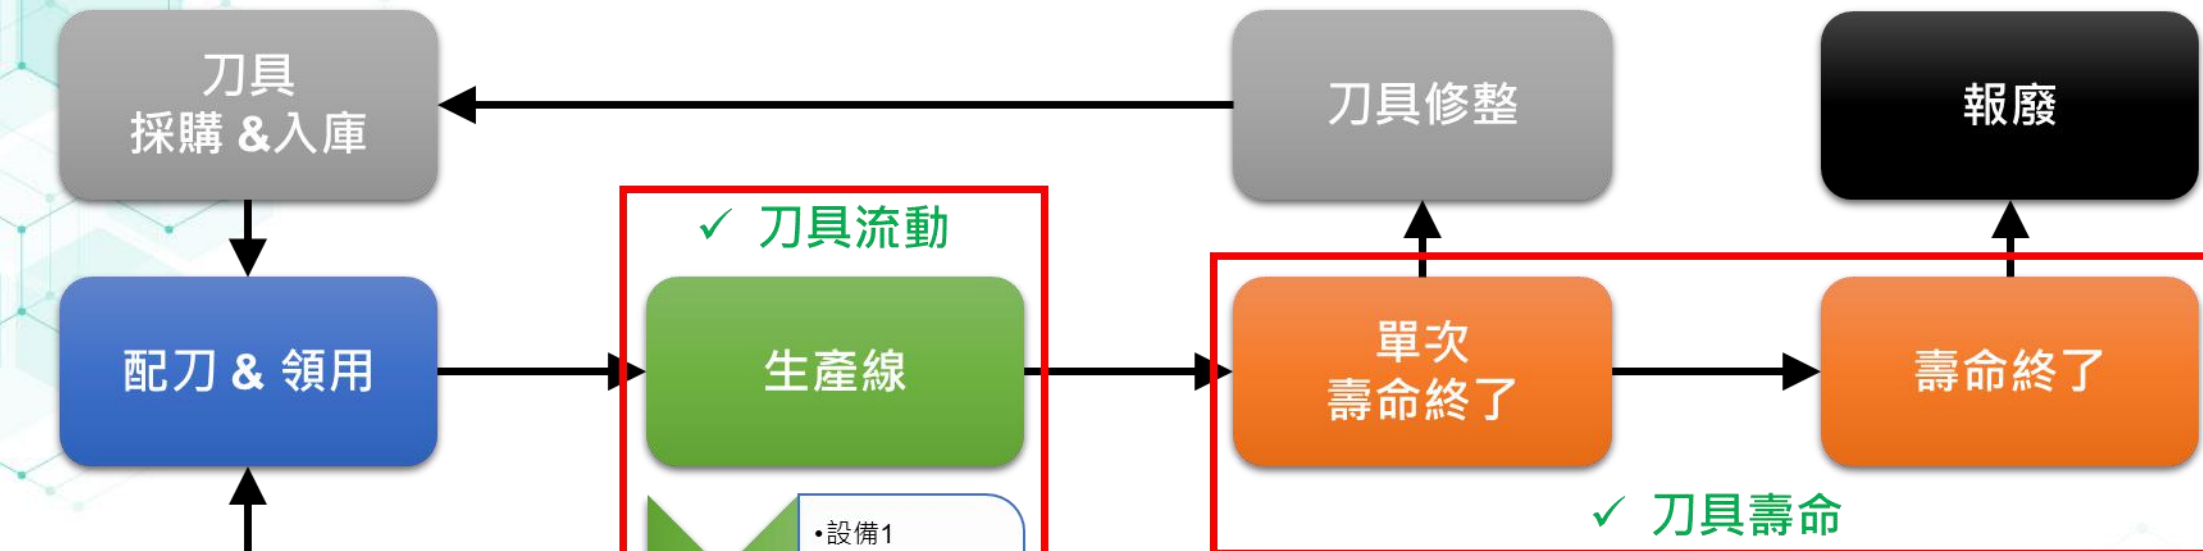 刀具
採購 &入庫
刀具修整
報廢
✓ 刀具流動
配刀 & 領用
生產線
單次
壽命終了
壽命終了
•設備1
✓ 刀具壽命